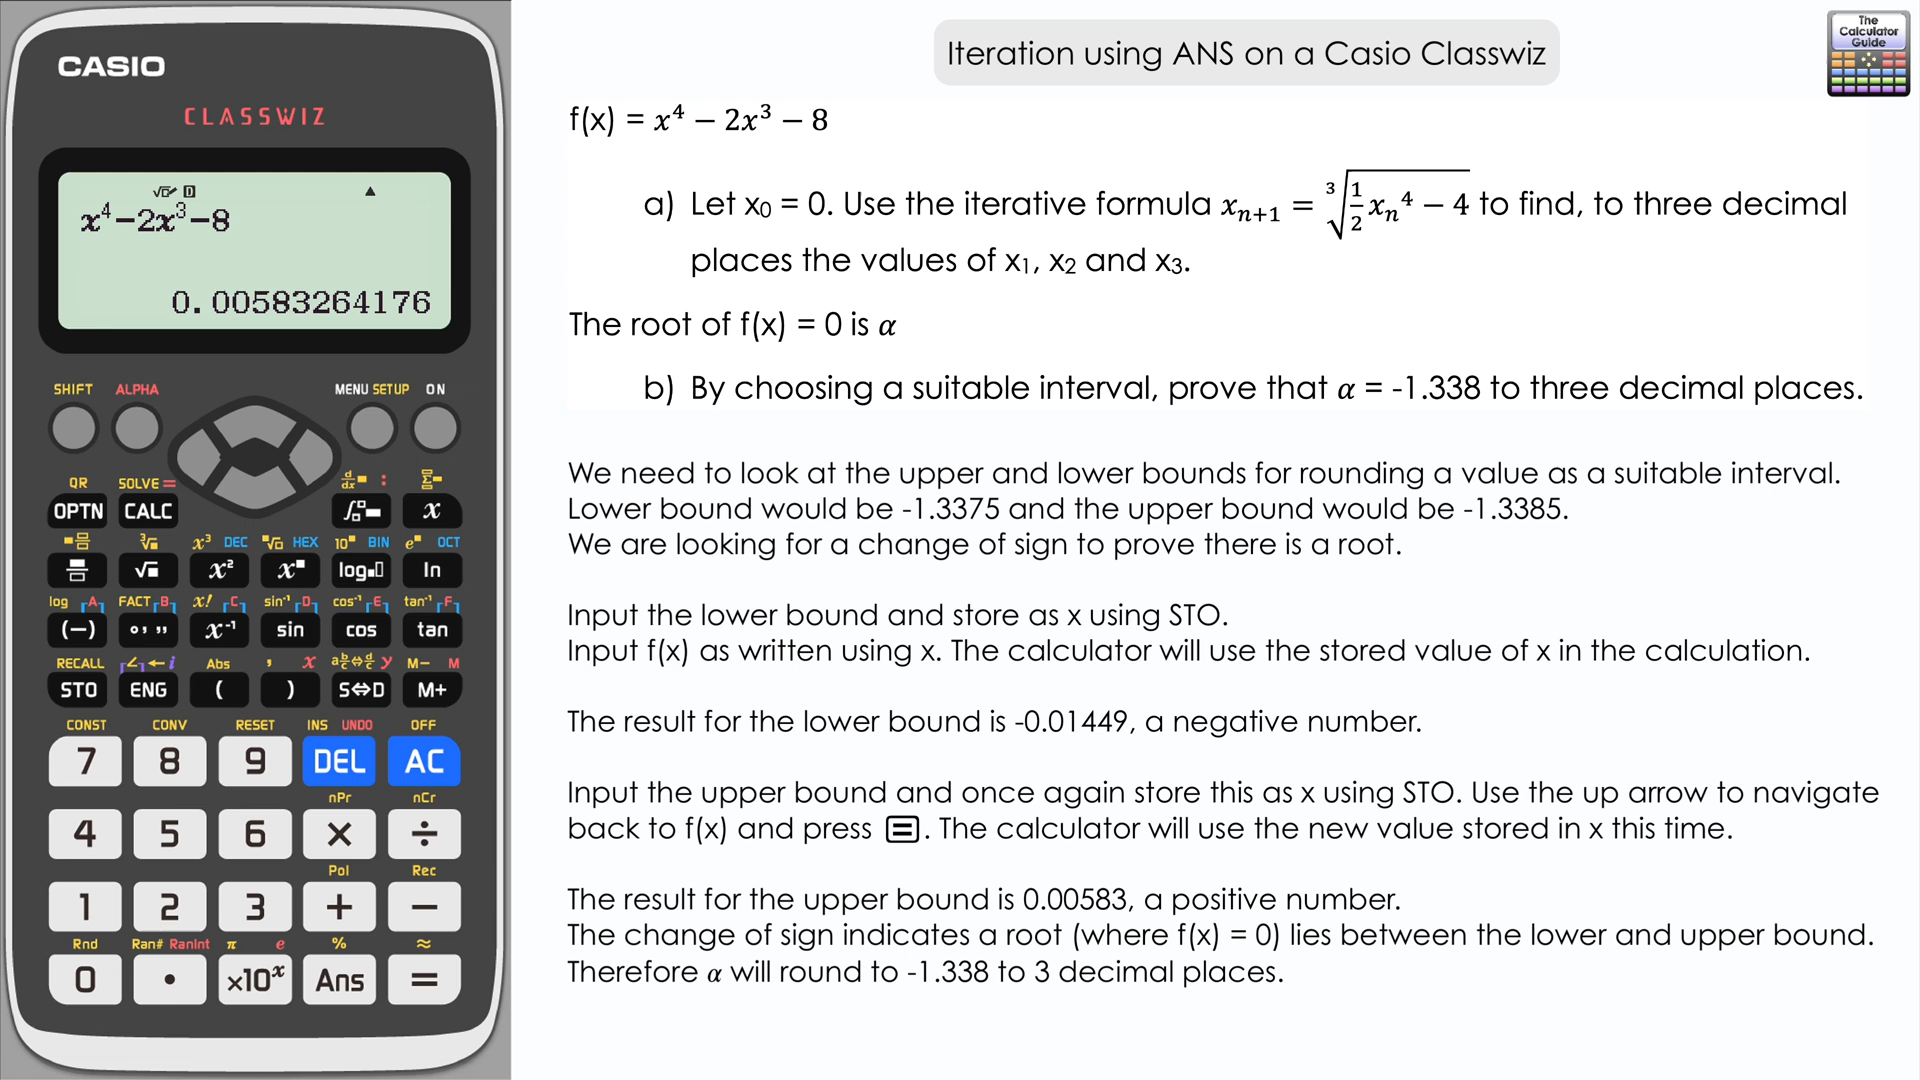 CASIO
CLASSWIZ
√□∕ D ▲
x⁴−2x³−8
0.00583264176
SHIFT ALPHA MENU SETUP ON
QR SOLVE = d/dx■ : Σ■
OPTN CALC ∫■ x
■■/■ ³√■ x³ DEC ■√□ HEX 10■ BIN e■ OCT
√■ x² x■ log■□ ln
log A FACT B x! C sin⁻¹ D cos⁻¹ E tan⁻¹ F
(−) °’” x⁻¹ sin cos tan
RECALL ∠ ← i Abs , x a b/c⇔d/c y M− M
STO ENG ( ) S⇔D M+
CONST CONV RESET INS UNDO OFF
7 8 9 DEL AC
nPr nCr
4 5 6 × ÷
Pol Rec
1 2 3 + −
Rnd Ran# RanInt π e % ≈
0 • ×10ˣ Ans =
Iteration using ANS on a Casio Classwiz
The
Calculator
Guide
f(x) = x⁴ − 2x³ − 8
a) Let x₀ = 0. Use the iterative formula xₙ₊₁ = ³√(1/2 xₙ⁴ − 4) to find, to three decimal
places the values of x₁, x₂ and x₃.
The root of f(x) = 0 is α
b) By choosing a suitable interval, prove that α = -1.338 to three decimal places.
We need to look at the upper and lower bounds for rounding a value as a suitable interval.
Lower bound would be -1.3375 and the upper bound would be -1.3385.
We are looking for a change of sign to prove there is a root.
Input the lower bound and store as x using STO.
Input f(x) as written using x. The calculator will use the stored value of x in the calculation.
The result for the lower bound is -0.01449, a negative number.
Input the upper bound and once again store this as x using STO. Use the up arrow to navigate
back to f(x) and press =. The calculator will use the new value stored in x this time.
The result for the upper bound is 0.00583, a positive number.
The change of sign indicates a root (where f(x) = 0) lies between the lower and upper bound.
Therefore α will round to -1.338 to 3 decimal places.